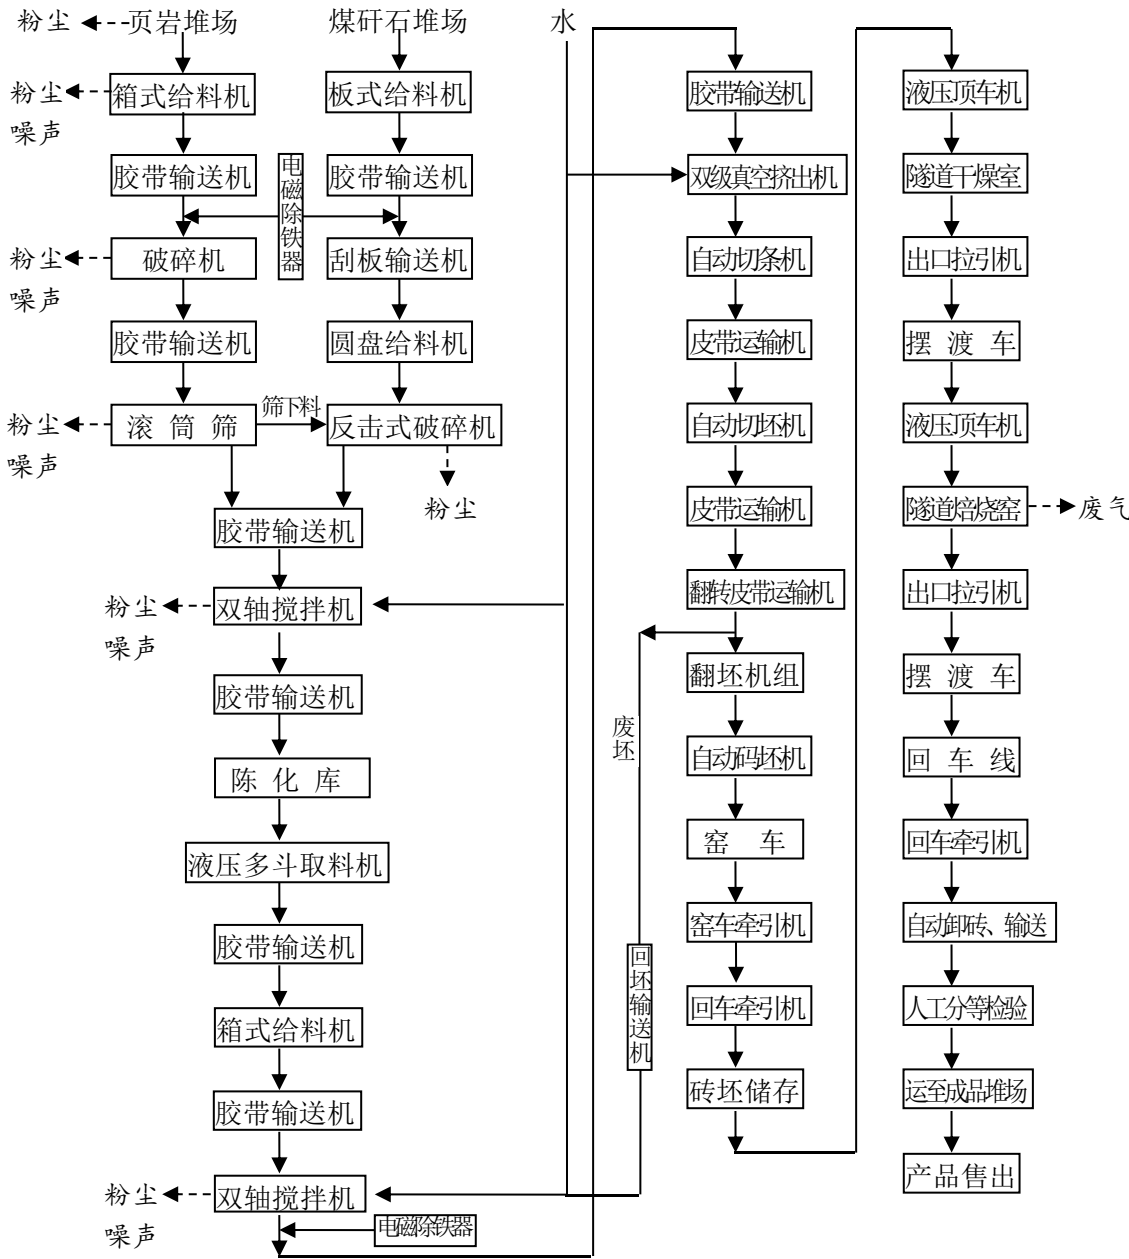 粉尘
页岩堆场
煤矸石堆场
水
粉尘
噪声
箱式给料机
板式给料机
胶带输送机
胶带输送机
电磁除铁器
粉尘
噪声
破碎机
刮板输送机
胶带输送机
圆盘给料机
粉尘
噪声
滚筒筛
筛下料
反击式破碎机
粉尘
胶带输送机
粉尘
噪声
双轴搅拌机
胶带输送机
陈化库
液压多斗取料机
胶带输送机
箱式给料机
胶带输送机
粉尘
噪声
双轴搅拌机
电磁除铁器
胶带输送机
双级真空挤出机
自动切条机
皮带运输机
自动切坯机
皮带运输机
翻转皮带运输机
废坯
回坯输送机
翻坯机组
自动码坯机
窑车
窑车牵引机
回车牵引机
砖坯储存
液压顶车机
隧道干燥室
出口拉引机
摆渡车
液压顶车机
隧道焙烧窑
废气
出口拉引机
摆渡车
回车线
回车牵引机
自动卸砖、输送
人工分等检验
运至成品堆场
产品售出